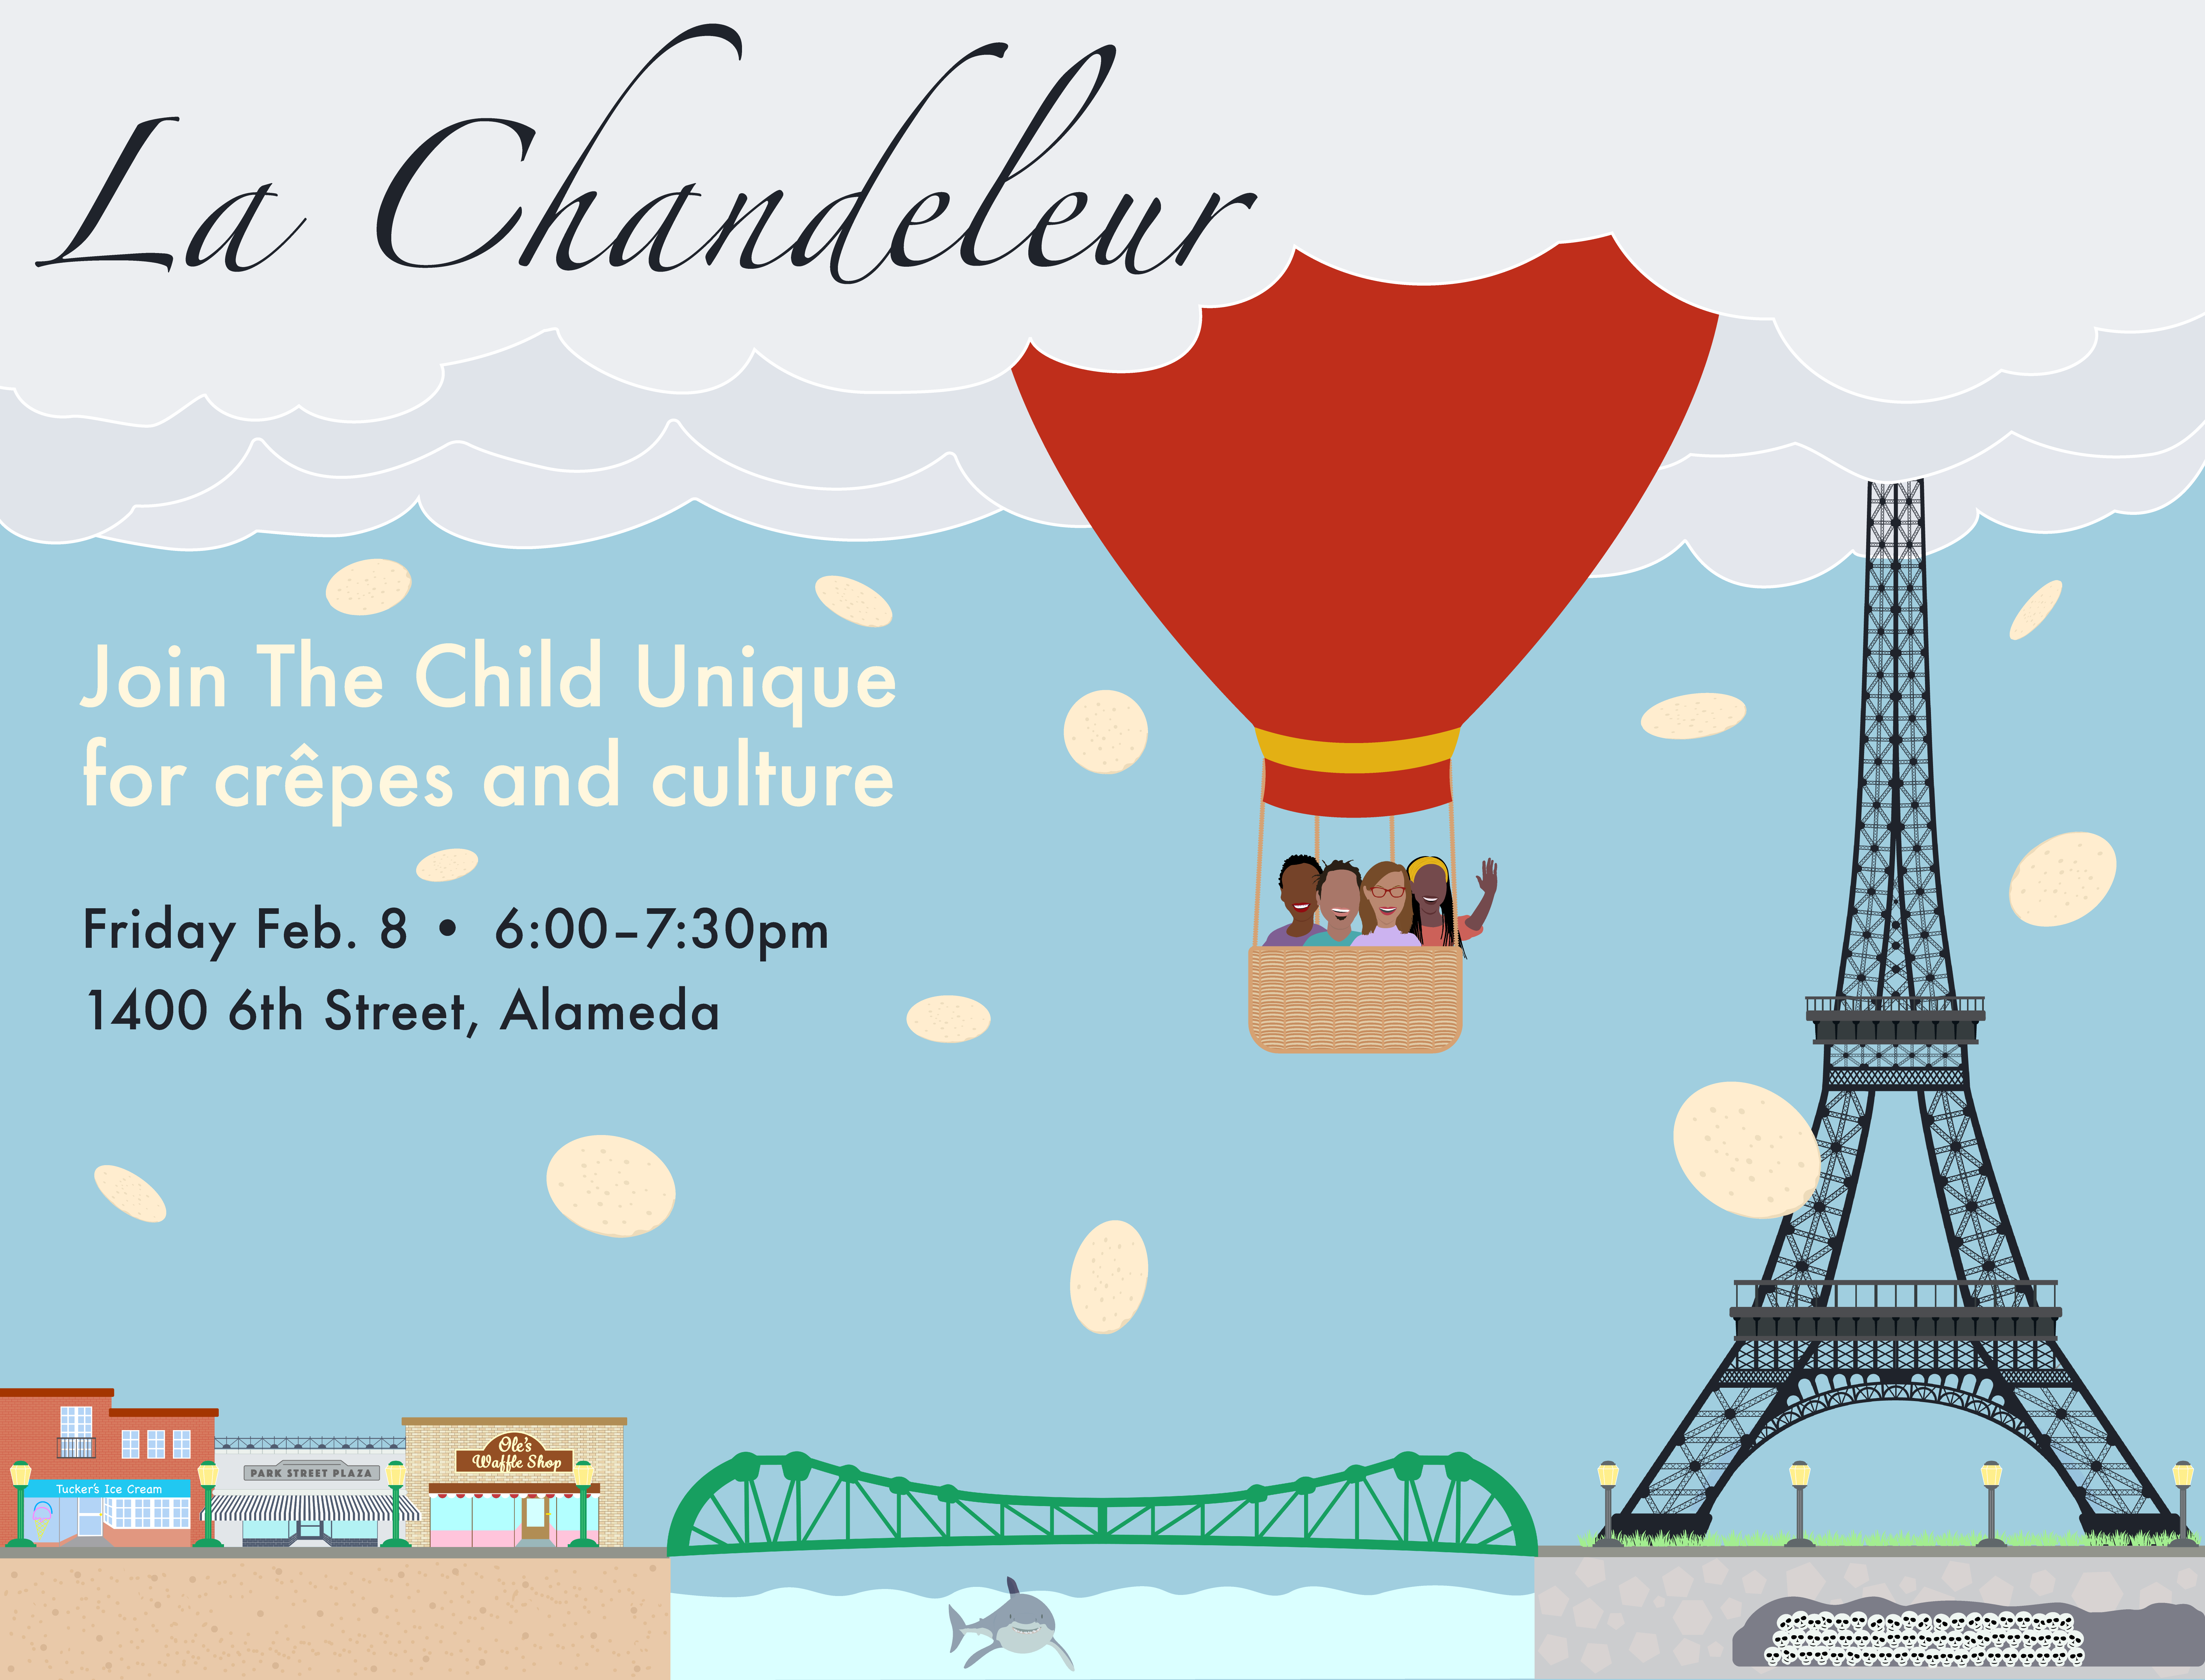 La Chandeleur
Join The Child Unique
for crêpes and culture
Friday Feb. 8 • 6:00–7:30pm
1400 6th Street, Alameda
Tucker's Ice Cream
PARK STREET PLAZA
Ole's
Waffle Shop